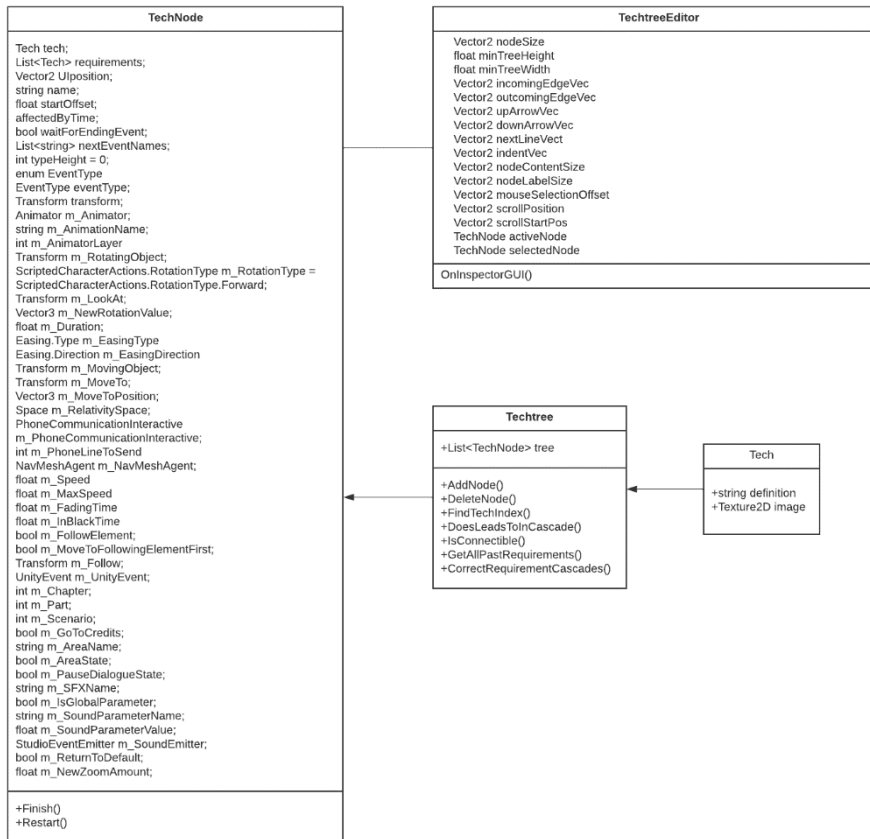 TechNode
Tech tech;
List<Tech> requirements;
Vector2 UIposition;
string name;
float startOffset;
affectedByTime;
bool waitForEndingEvent;
List<string> nextEventNames;
int typeHeight = 0;
enum EventType
EventType eventType;
Transform transform;
Animator m_Animator;
string m_AnimationName;
int m_AnimatorLayer
Transform m_RotatingObject;
ScriptedCharacterActions.RotationType m_RotationType =
ScriptedCharacterActions.RotationType.Forward;
Transform m_LookAt;
Vector3 m_NewRotationValue;
float m_Duration;
Easing.Type m_EasingType
Easing.Direction m_EasingDirection
Transform m_MovingObject;
Transform m_MoveTo;
Vector3 m_MoveToPosition;
Space m_RelativitySpace;
PhoneCommunicationInteractive
m_PhoneCommunicationInteractive;
int m_PhoneLineToSend
NavMeshAgent m_NavMeshAgent;
float m_Speed
float m_MaxSpeed
float m_FadingTime
float m_InBlackTime
bool m_FollowElement;
bool m_MoveToFollowingElementFirst;
Transform m_Follow;
UnityEvent m_UnityEvent;
int m_Chapter;
int m_Part;
int m_Scenario;
bool m_GoToCredits;
string m_AreaName;
bool m_AreaState;
bool m_PauseDialogueState;
string m_SFXName;
bool m_IsGlobalParameter;
string m_SoundParameterName;
float m_SoundParameterValue;
StudioEventEmitter m_SoundEmitter;
bool m_ReturnToDefault;
float m_NewZoomAmount;
+Finish()
+Restart()
TechtreeEditor
Vector2 nodeSize
float minTreeHeight
float minTreeWidth
Vector2 incomingEdgeVec
Vector2 outcomingEdgeVec
Vector2 upArrowVec
Vector2 downArrowVec
Vector2 nextLineVect
Vector2 indentVec
Vector2 nodeContentSize
Vector2 nodeLabelSize
Vector2 mouseSelectionOffset
Vector2 scrollPosition
Vector2 scrollStartPos
TechNode activeNode
TechNode selectedNode
OnInspectorGUI()
Techtree
+List<TechNode> tree
+AddNode()
+DeleteNode()
+FindTechIndex()
+DoesLeadsToInCascade()
+IsConnectible()
+GetAllPastRequirements()
+CorrectRequirementCascades()
Tech
+string definition
+Texture2D image